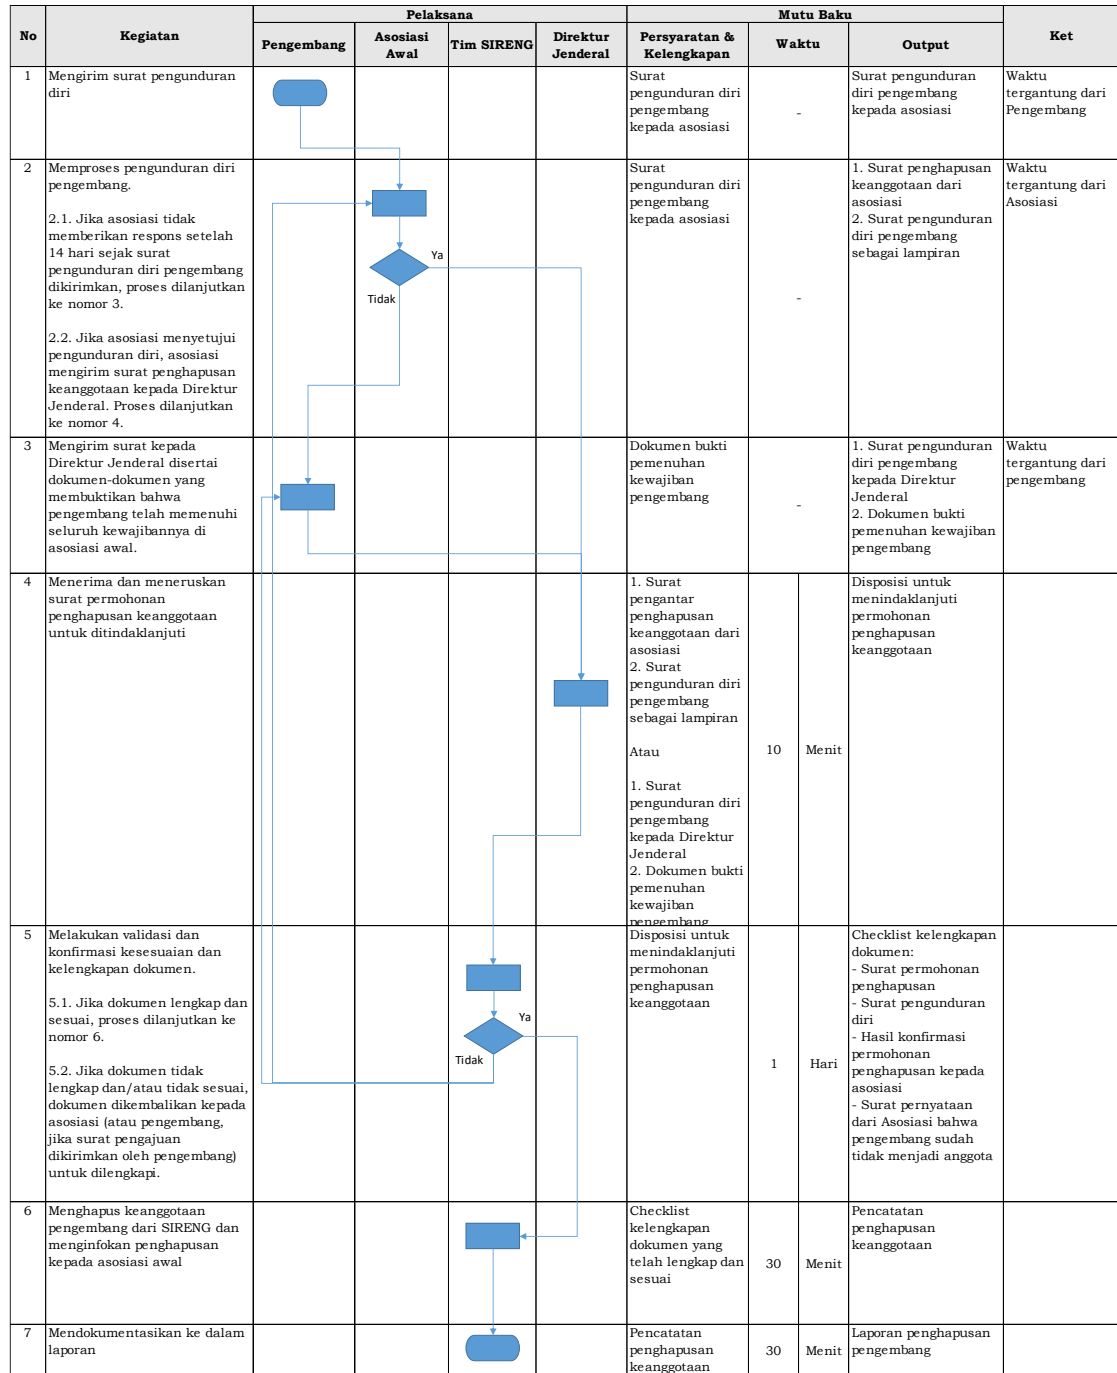 No
Kegiatan
Pelaksana
Mutu Baku
Ket
Pengembang
Asosiasi
Awal
Tim SIRENG
Direktur
Jenderal
Persyaratan &
Kelengkapan
Waktu
Output
1
Mengirim surat pengunduran
diri
Surat
pengunduran diri
pengembang
kepada asosiasi
-
Surat pengunduran
diri pengembang
kepada asosiasi
Waktu
tergantung dari
Pengembang
2
Memproses pengunduran diri
pengembang.
2.1. Jika asosiasi tidak
memberikan respons setelah
14 hari sejak surat
pengunduran diri pengembang
dikirimkan, proses dilanjutkan
ke nomor 3.
2.2. Jika asosiasi menyetujui
pengunduran diri, asosiasi
mengirim surat penghapusan
keanggotaan kepada Direktur
Jenderal. Proses dilanjutkan
ke nomor 4.
Ya
Tidak
Surat
pengunduran diri
pengembang
kepada asosiasi
-
1. Surat penghapusan
keanggotaan dari
asosiasi
2. Surat pengunduran
diri pengembang
sebagai lampiran
Waktu
tergantung dari
Asosiasi
3
Mengirim surat kepada
Direktur Jenderal disertai
dokumen-dokumen yang
membuktikan bahwa
pengembang telah memenuhi
seluruh kewajibannya di
asosiasi awal.
Dokumen bukti
pemenuhan
kewajiban
pengembang
-
1. Surat pengunduran
diri pengembang
kepada Direktur
Jenderal
2. Dokumen bukti
pemenuhan kewajiban
pengembang
Waktu
tergantung dari
pengembang
4
Menerima dan meneruskan
surat permohonan
penghapusan keanggotaan
untuk ditindaklanjuti
1. Surat
pengantar
penghapusan
keanggotaan dari
asosiasi
2. Surat
pengunduran diri
pengembang
sebagai lampiran
Atau
1. Surat
pengunduran diri
pengembang
kepada Direktur
Jenderal
2. Dokumen bukti
pemenuhan
kewajiban
pengembang
10
Menit
Disposisi untuk
menindaklanjuti
permohonan
penghapusan
keanggotaan
5
Melakukan validasi dan
konfirmasi kesesuaian dan
kelengkapan dokumen.
5.1. Jika dokumen lengkap dan
sesuai, proses dilanjutkan ke
nomor 6.
5.2. Jika dokumen tidak
lengkap dan/atau tidak sesuai,
dokumen dikembalikan kepada
asosiasi (atau pengembang,
jika surat pengajuan
dikirimkan oleh pengembang)
untuk dilengkapi.
Ya
Tidak
Disposisi untuk
menindaklanjuti
permohonan
penghapusan
keanggotaan
1
Hari
Checklist kelengkapan
dokumen:
- Surat permohonan
penghapusan
- Surat pengunduran
diri
- Hasil konfirmasi
permohonan
penghapusan kepada
asosiasi
- Surat pernyataan
dari Asosiasi bahwa
pengembang sudah
tidak menjadi anggota
6
Menghapus keanggotaan
pengembang dari SIRENG dan
menginfokan penghapusan
kepada asosiasi awal
Checklist
kelengkapan
dokumen yang
telah lengkap dan
sesuai
30
Menit
Pencatatan
penghapusan
keanggotaan
7
Mendokumentasikan ke dalam
laporan
Pencatatan
penghapusan
keanggotaan
30
Menit
Laporan penghapusan
pengembang